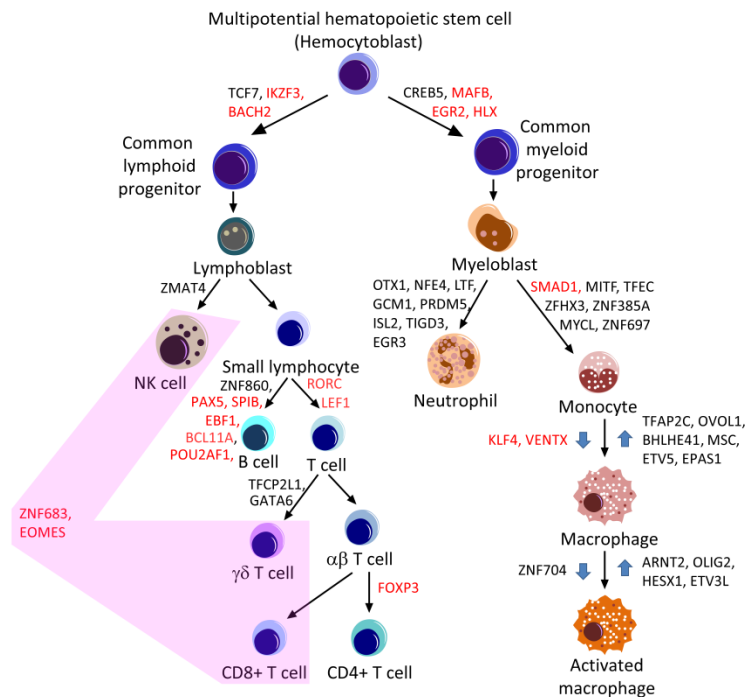 Multipotential hematopoietic stem cell
(Hemocytoblast)
TCF7, IKZF3,
BACH2
CREB5, MAFB,
EGR2, HLX
Common
lymphoid
progenitor
Common
myeloid
progenitor
Lymphoblast
Myeloblast
ZMAT4
OTX1, NFE4, LTF,
GCM1, PRDM5,
ISL2, TIGD3,
EGR3
SMAD1, MITF, TFEC
ZFHX3, ZNF385A
MYCL, ZNF697
NK cell
Small lymphocyte
Neutrophil
Monocyte
ZNF860,
PAX5, SPIB,
EBF1,
BCL11A,
POU2AF1,
RORC
LEF1
B cell
T cell
KLF4, VENTX
TFAP2C, OVOL1,
BHLHE41, MSC,
ETV5, EPAS1
TFCP2L1,
GATA6
ZNF683,
EOMES
γδ T cell
αβ T cell
Macrophage
FOXP3
ZNF704
ARNT2, OLIG2,
HESX1, ETV3L
CD8+ T cell
CD4+ T cell
Activated
macrophage